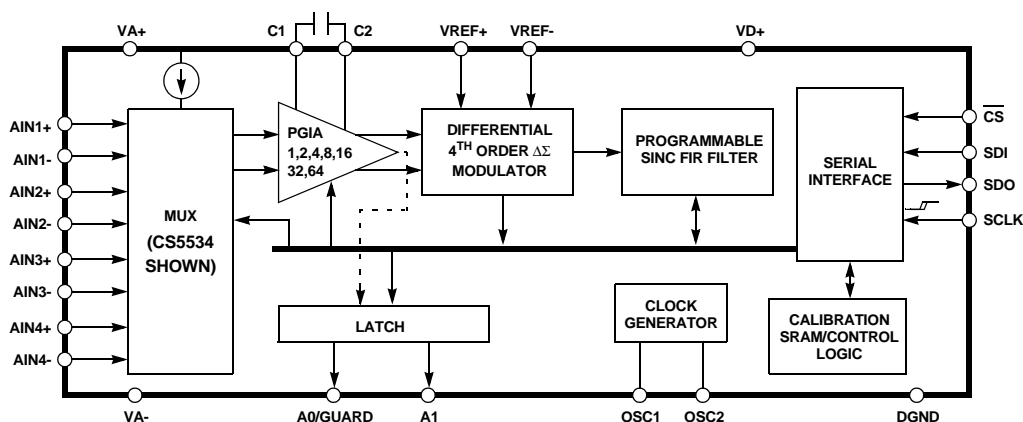 VA+
C1
C2
VREF+
VREF-
VD+
AIN1+
AIN1-
AIN2+
AIN2-
AIN3+
AIN3-
AIN4+
AIN4-
MUX
(CS5534
SHOWN)
PGIA
1,2,4,8,16
32,64
DIFFERENTIAL
4TH ORDER ΔΣ
MODULATOR
PROGRAMMABLE
SINC FIR FILTER
SERIAL
INTERFACE
CS
SDI
SDO
SCLK
LATCH
CLOCK
GENERATOR
CALIBRATION
SRAM/CONTROL
LOGIC
VA-
A0/GUARD
A1
OSC1
OSC2
DGND